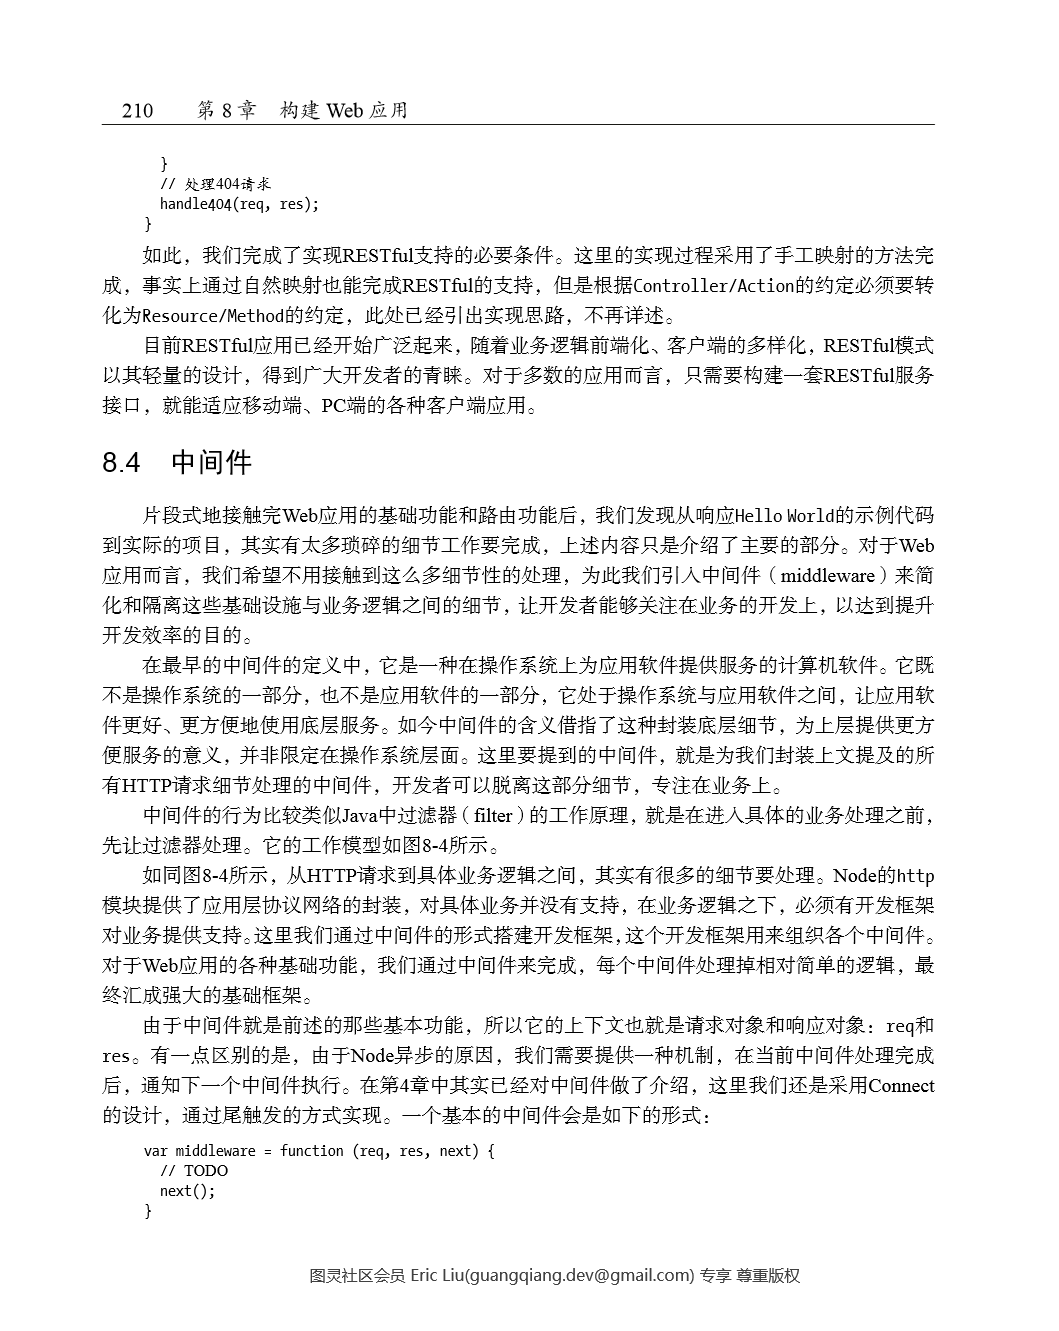 210 第 8 章 构建 Web 应用
}
// 处理404请求
handle404(req, res);
}
如此，我们完成了实现RESTful支持的必要条件。这里的实现过程采用了手工映射的方法完
成，事实上通过自然映射也能完成RESTful的支持，但是根据Controller/Action的约定必须要转
化为Resource/Method的约定，此处已经引出实现思路，不再详述。
目前RESTful应用已经开始广泛起来，随着业务逻辑前端化、客户端的多样化，RESTful模式
以其轻量的设计，得到广大开发者的青睐。对于多数的应用而言，只需要构建一套RESTful服务
接口，就能适应移动端、PC端的各种客户端应用。
8.4 中间件
片段式地接触完Web应用的基础功能和路由功能后，我们发现从响应Hello World的示例代码
到实际的项目，其实有太多琐碎的细节工作要完成，上述内容只是介绍了主要的部分。对于Web
应用而言，我们希望不用接触到这么多细节性的处理，为此我们引入中间件（middleware）来简
化和隔离这些基础设施与业务逻辑之间的细节，让开发者能够关注在业务的开发上，以达到提升
开发效率的目的。
在最早的中间件的定义中，它是一种在操作系统上为应用软件提供服务的计算机软件。它既
不是操作系统的一部分，也不是应用软件的一部分，它处于操作系统与应用软件之间，让应用软
件更好、更方便地使用底层服务。如今中间件的含义借指了这种封装底层细节，为上层提供更方
便服务的意义，并非限定在操作系统层面。这里要提到的中间件，就是为我们封装上文提及的所
有HTTP请求细节处理的中间件，开发者可以脱离这部分细节，专注在业务上。
中间件的行为比较类似Java中过滤器（filter）的工作原理，就是在进入具体的业务处理之前，
先让过滤器处理。它的工作模型如图8-4所示。
如同图8-4所示，从HTTP请求到具体业务逻辑之间，其实有很多的细节要处理。Node的http
模块提供了应用层协议网络的封装，对具体业务并没有支持，在业务逻辑之下，必须有开发框架
对业务提供支持。这里我们通过中间件的形式搭建开发框架，这个开发框架用来组织各个中间件。
对于Web应用的各种基础功能，我们通过中间件来完成，每个中间件处理掉相对简单的逻辑，最
终汇成强大的基础框架。
由于中间件就是前述的那些基本功能，所以它的上下文也就是请求对象和响应对象：req和
res。有一点区别的是，由于Node异步的原因，我们需要提供一种机制，在当前中间件处理完成
后，通知下一个中间件执行。在第4章中其实已经对中间件做了介绍，这里我们还是采用Connect
的设计，通过尾触发的方式实现。一个基本的中间件会是如下的形式：
var middleware = function (req, res, next) {
// TODO
next();
}
图灵社区会员 Eric Liu(guangqiang.dev@gmail.com) 专享 尊重版权